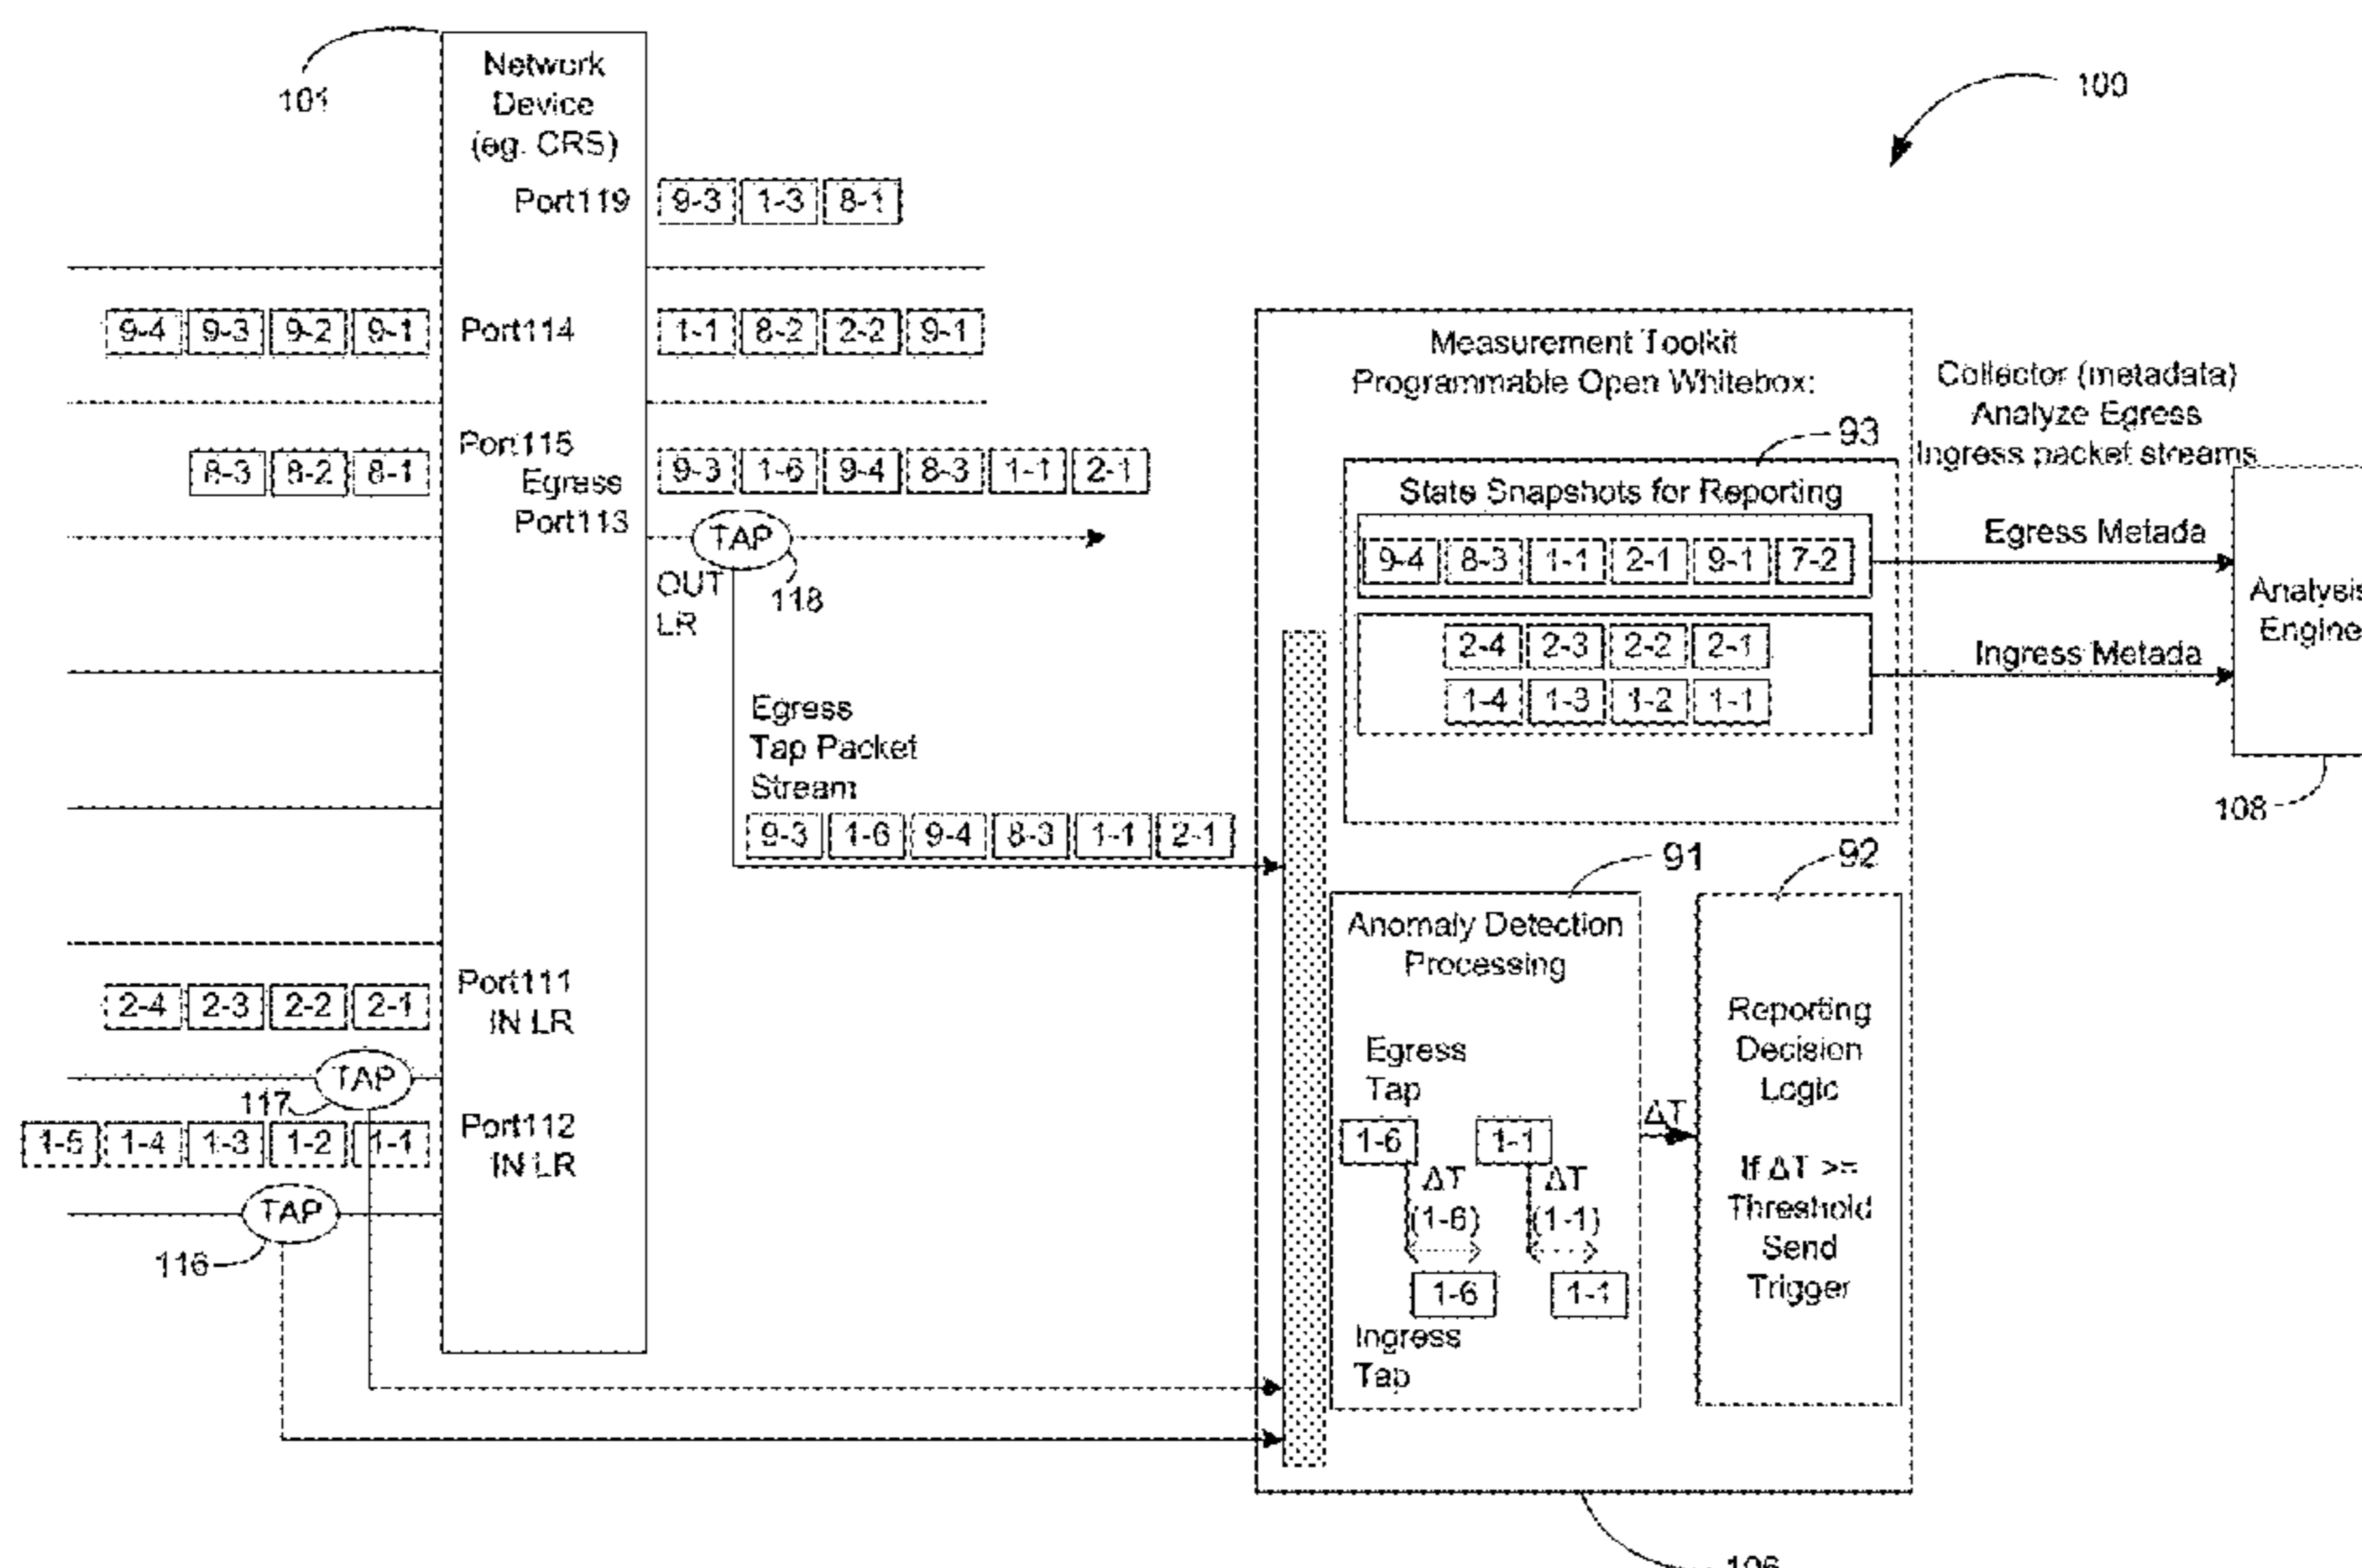 101
Network
Device
(eg. CRS)
100
Port119
9-3 1-3 8-1
9-4 9-3 9-2 9-1
Port114
1-1 8-2 2-2 9-1
8-3 8-2 8-1
Port115
Egress
Port113
9-3 1-6 9-4 8-3 1-1 2-1
TAP
118
OUT
LR
Egress
Tap Packet
Stream
9-3 1-6 9-4 8-3 1-1 2-1
2-4 2-3 2-2 2-1
Port111
IN LR
TAP
117
1-5 1-4 1-3 1-2 1-1
Port112
IN LR
TAP
116
Measurement Toolkit
Programmable Open Whitebox:
93
State Snapshots for Reporting
9-4 8-3 1-1 2-1 9-1 7-2
2-4 2-3 2-2 2-1
1-4 1-3 1-2 1-1
Collector (metadata)
Analyze Egress
Ingress packet streams
Egress Metada
Ingress Metada
Analysis
Engine
108
91
Anomaly Detection
Processing
Egress
Tap
1-6 1-1
ΔT ΔT
(1-6) (1-1)
1-6 1-1
Ingress
Tap
ΔT
92
Reporting
Decision
Logic
If ΔT >=
Threshold
Send
Trigger